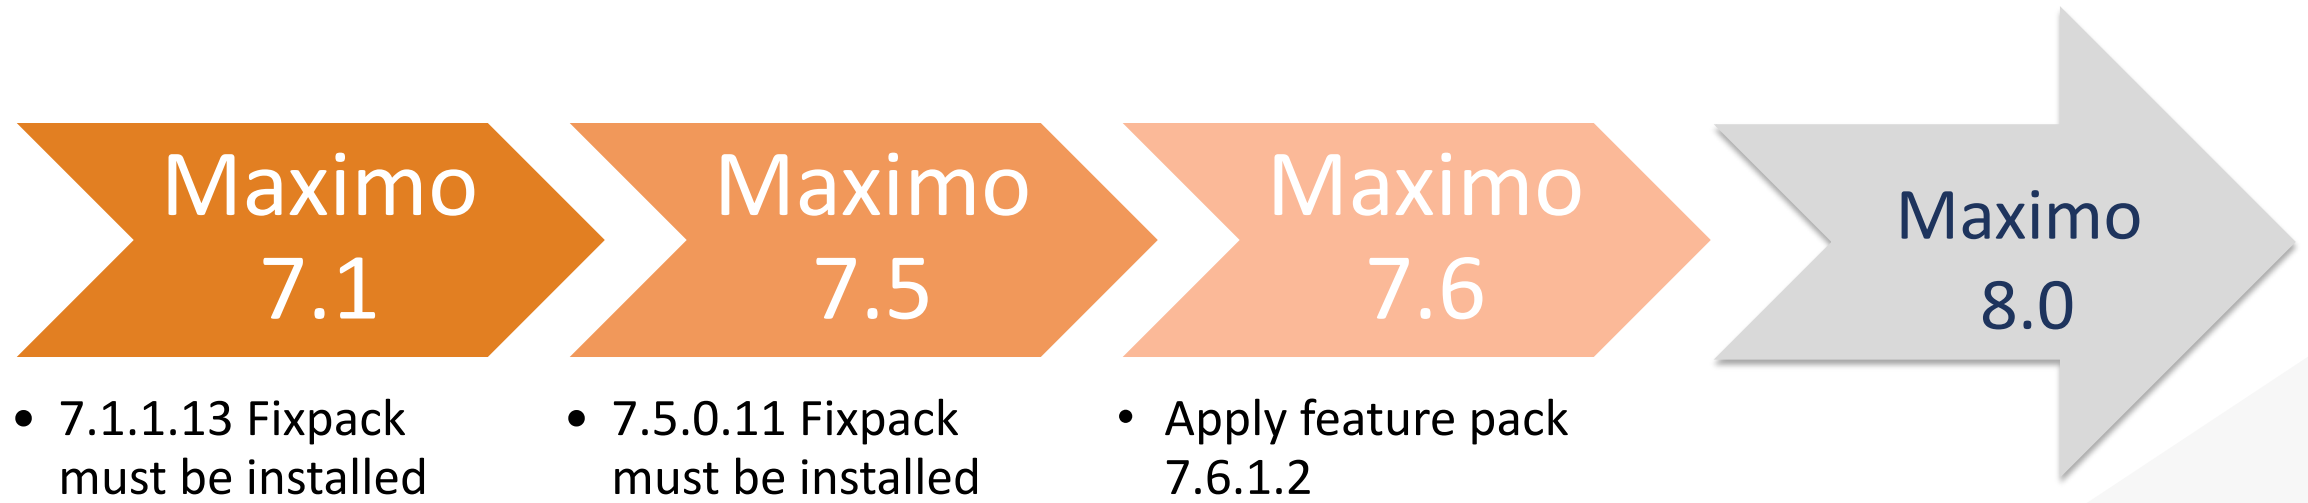 Maximo
7.1
Maximo
7.5
Maximo
7.6
Maximo
8.0
• 7.1.1.13 Fixpack
must be installed
• 7.5.0.11 Fixpack
must be installed
• Apply feature pack
7.6.1.2